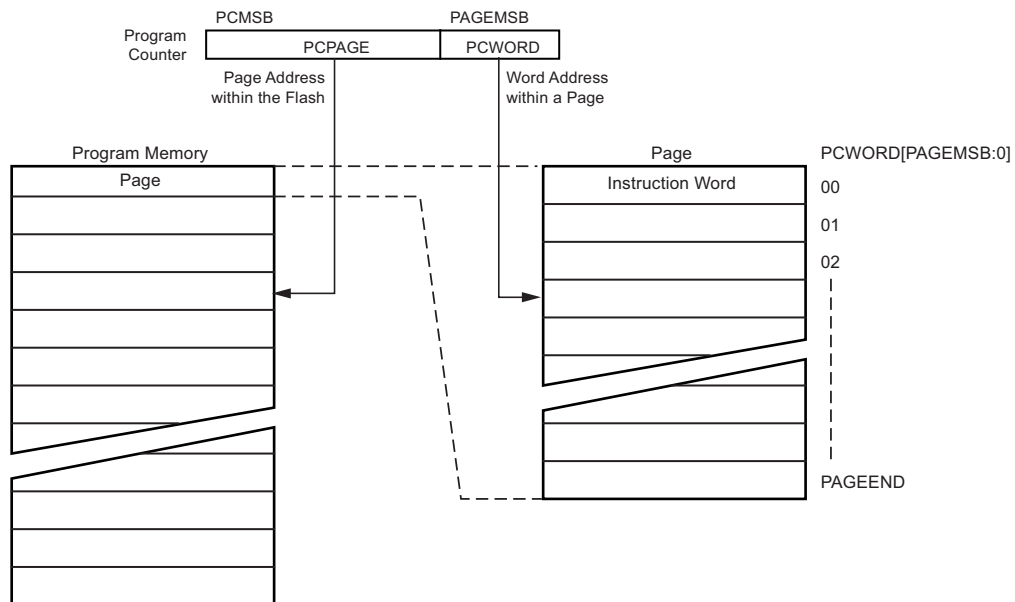 PCMSB PAGEMSB
Program
Counter
PCPAGE PCWORD
Page Address
within the Flash
Word Address
within a Page
Program Memory
Page
Page
Instruction Word
PCWORD[PAGEMSB:0]
00
01
02
PAGEEND